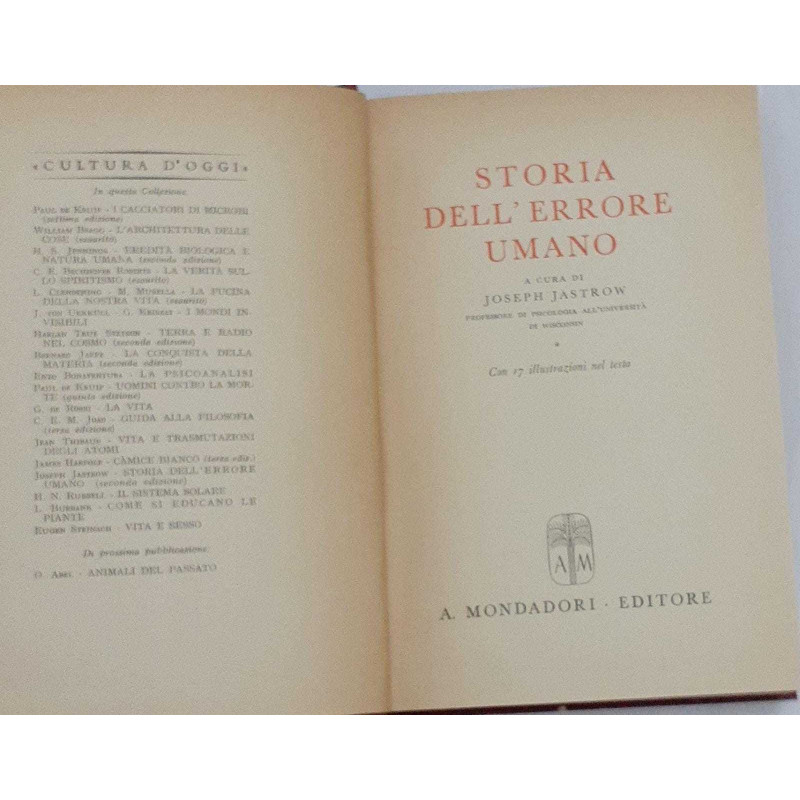 «CULTURA D'OGGI»
In questa Collezione:
PAUL DE KRUIF - I CACCIATORI DI MICROBI
(settima edizione)
WILLIAM BRAGG - L'ARCHITETTURA DELLE
COSE (esaurito)
H. S. JENNINGS - EREDITÀ BIOLOGICA E
NATURA UMANA (seconda edizione)
C. E. BECHHOFER ROBERTS - LA VERITÀ SUL-
LO SPIRITISMO (esaurito)
L. CLENDENING - M. MUSELLA - LA FUCINA
DELLA NOSTRA VITA (esaurito)
J. VON UEXKÜLL - G. KRISZAT - I MONDI IN-
VISIBILI
HARLAN TRUE STETSON - TERRA E RADIO
NEL COSMO (seconda edizione)
BERNARD JAFFE - LA CONQUISTA DELLA
MATERIA (seconda edizione)
ENZO BONAVENTURA - LA PSICOANALISI
PAUL DE KRUIF - UOMINI CONTRO LA MOR-
TE (quinta edizione)
G. DE ROSSI - LA VITA
C. E. M. JOAD - GUIDA ALLA FILOSOFIA
(terza edizione)
JEAN THIBAUD - VITA E TRASMUTAZIONI
DEGLI ATOMI
JAMES HARPOLE - CÀMICE BIANCO (terza ediz.)
JOSEPH JASTROW - STORIA DELL'ERRORE
UMANO (seconda edizione)
H. N. RUSSELL - IL SISTEMA SOLARE
L. BURBANK - COME SI EDUCANO LE
PIANTE
EUGEN STEINACH - VITA E SESSO
Di prossima pubblicazione:
O. ABEL - ANIMALI DEL PASSATO
STORIA
DELL'ERRORE
UMANO
A CURA DI
JOSEPH JASTROW
PROFESSORE DI PSICOLOGIA ALL'UNIVERSITÀ
DI WISCONSIN
*
Con 17 illustrazioni nel testo
A M
A. MONDADORI · EDITORE